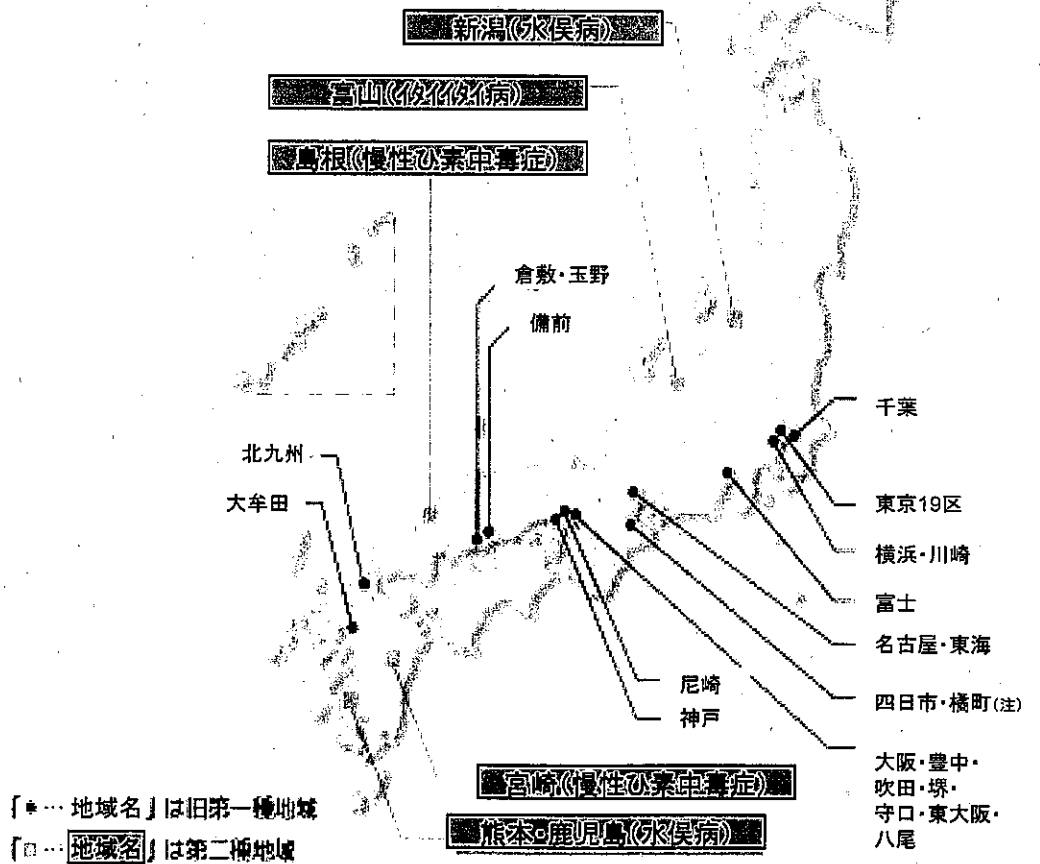 新潟(水俣病)
富山(イタイイタイ病)
島根(慢性ひ素中毒症)
倉敷・玉野
備前
千葉
北九州
大牟田
東京19区
横浜・川崎
富士
名古屋・東海
尼崎
四日市・楠町(注)
神戸
大阪・豊中・
吹田・堺・
守口・東大阪・
八尾
宮崎(慢性ひ素中毒症)
熊本・鹿児島(水俣病)
「●… 地域名」は旧第一種地域
「□… 地域名」は第二種地域